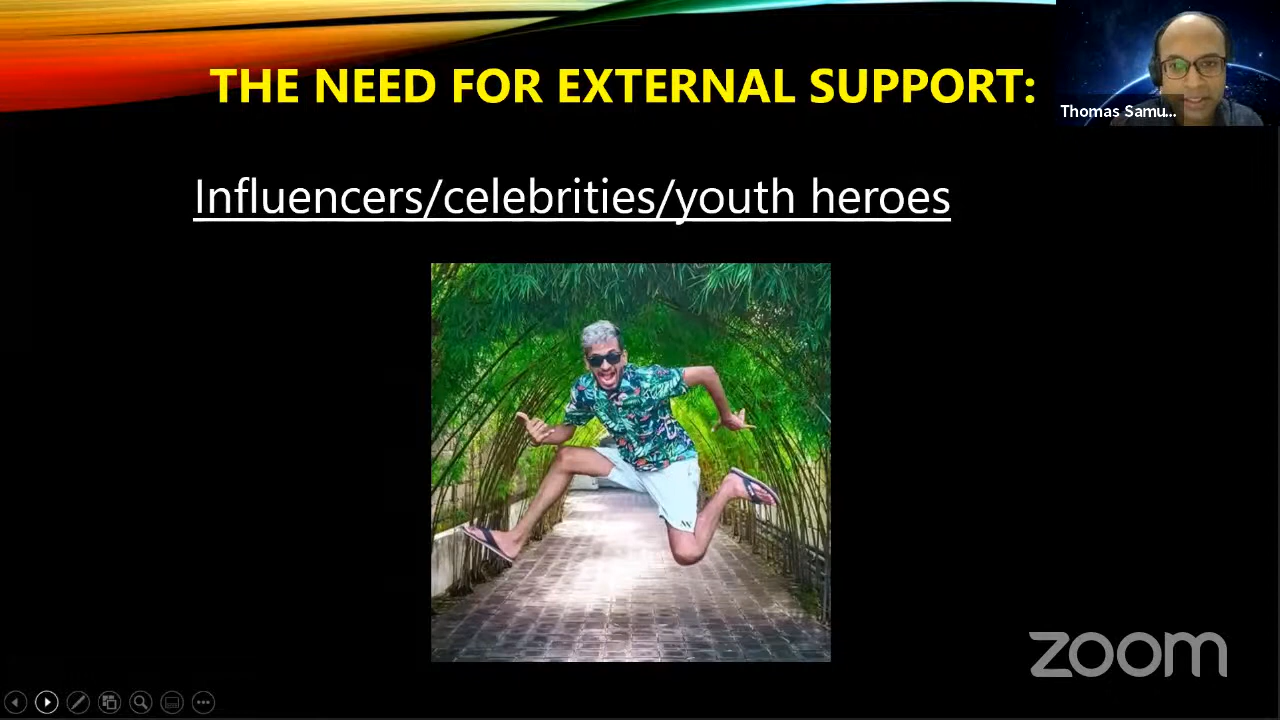 THE NEED FOR EXTERNAL SUPPORT:
Thomas Samu...
Influencers/celebrities/youth heroes
zoom